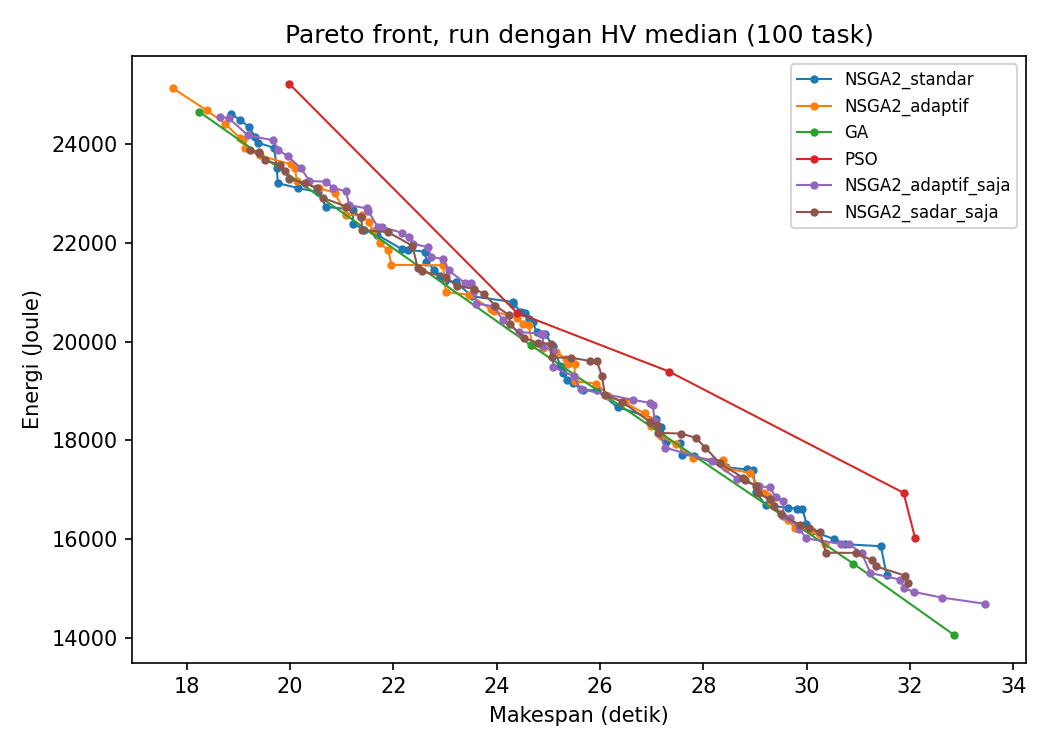 Pareto front, run dengan HV median (100 task)
NSGA2_standar
NSGA2_adaptif
GA
PSO
NSGA2_adaptif_saja
NSGA2_sadar_saja
Energi (Joule)
24000
22000
20000
18000
16000
14000
18 20 22 24 26 28 30 32 34
Makespan (detik)